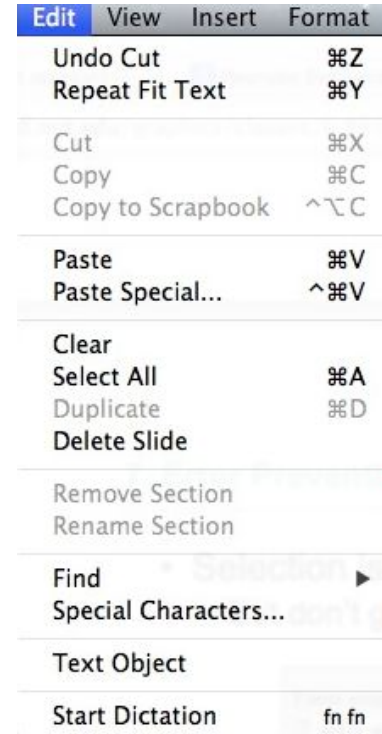 Edit View Insert Format
Undo Cut ⌘Z
Repeat Fit Text ⌘Y
Cut ⌘X
Copy ⌘C
Copy to Scrapbook ^⌥C
Paste ⌘V
Paste Special... ^⌘V
Clear
Select All ⌘A
Duplicate ⌘D
Delete Slide
Remove Section
Rename Section
Find ▶
Special Characters...
Text Object
Start Dictation fn fn